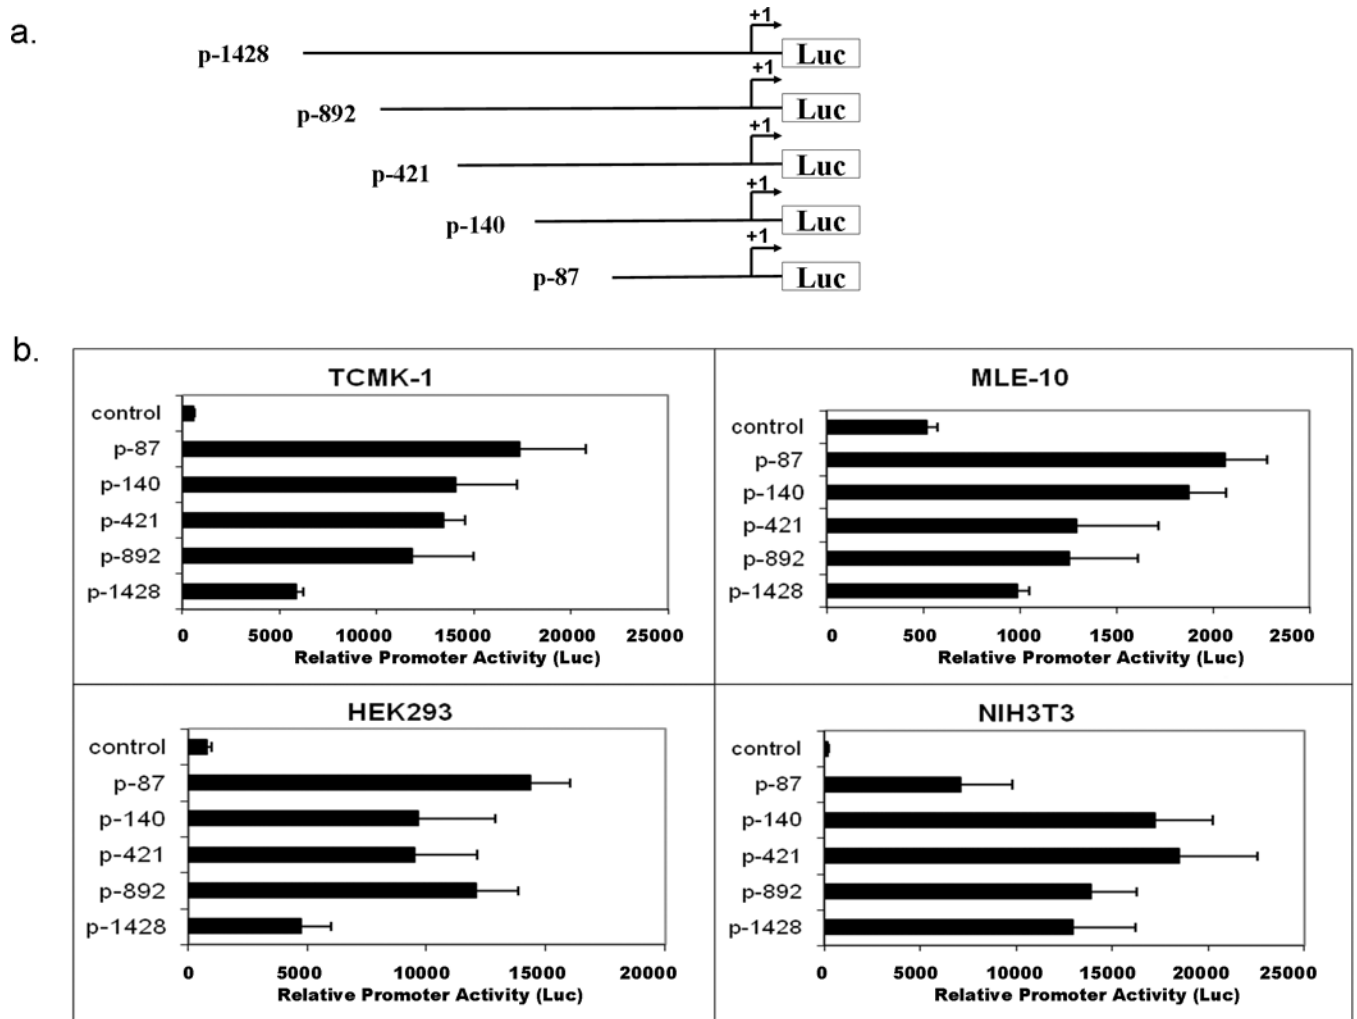 a.
+1
p-1428
Luc
+1
p-892
Luc
+1
p-421
Luc
+1
p-140
Luc
+1
p-87
Luc
b.
TCMK-1
control
p-87
p-140
p-421
p-892
p-1428
0 5000 10000 15000 20000 25000
Relative Promoter Activity (Luc)
MLE-10
control
p-87
p-140
p-421
p-892
p-1428
0 500 1000 1500 2000 2500
Relative Promoter Activity (Luc)
HEK293
control
p-87
p-140
p-421
p-892
p-1428
0 5000 10000 15000 20000
Relative Promoter Activity (Luc)
NIH3T3
control
p-87
p-140
p-421
p-892
p-1428
0 5000 10000 15000 20000 25000
Relative Promoter Activity (Luc)